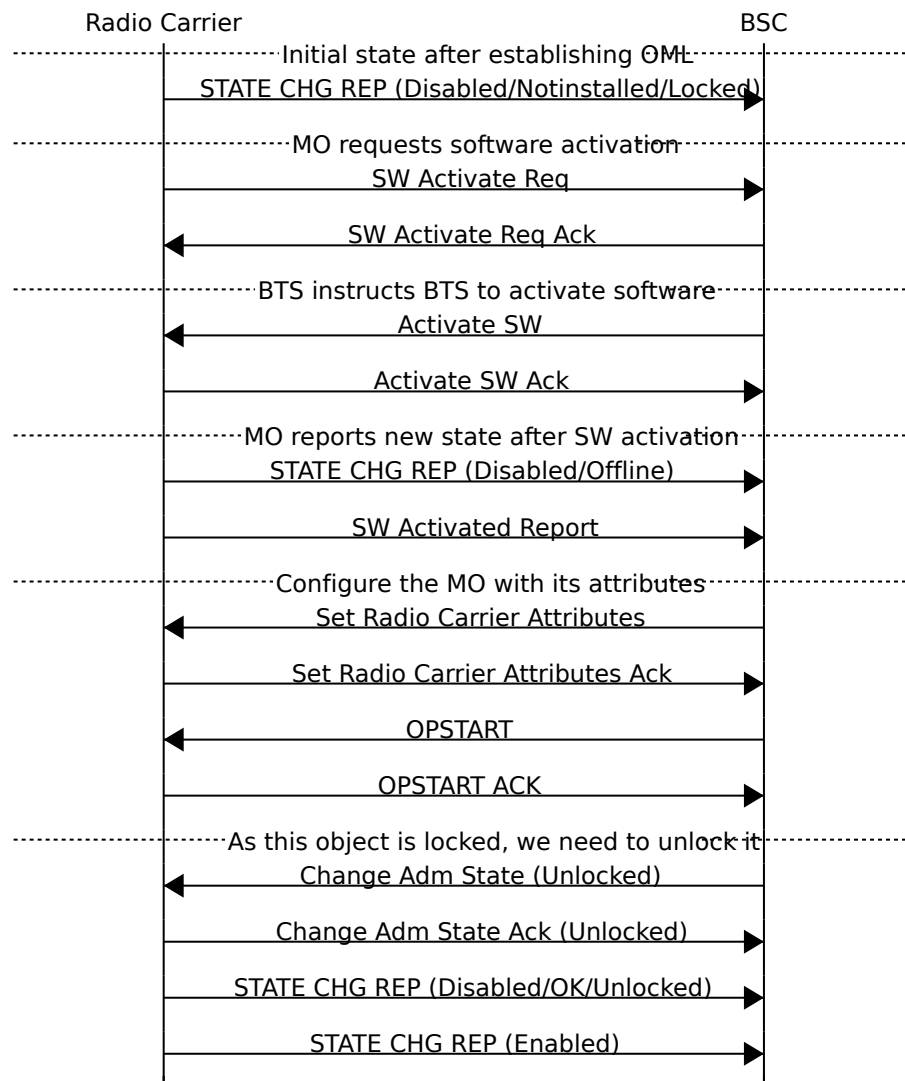 Radio Carrier BSC
Initial state after establishing OML
STATE CHG REP (Disabled/Notinstalled/Locked)
MO requests software activation
SW Activate Req
SW Activate Req Ack
BTS instructs BTS to activate software
Activate SW
Activate SW Ack
MO reports new state after SW activation
STATE CHG REP (Disabled/Offline)
SW Activated Report
Configure the MO with its attributes
Set Radio Carrier Attributes
Set Radio Carrier Attributes Ack
OPSTART
OPSTART ACK
As this object is locked, we need to unlock it
Change Adm State (Unlocked)
Change Adm State Ack (Unlocked)
STATE CHG REP (Disabled/OK/Unlocked)
STATE CHG REP (Enabled)